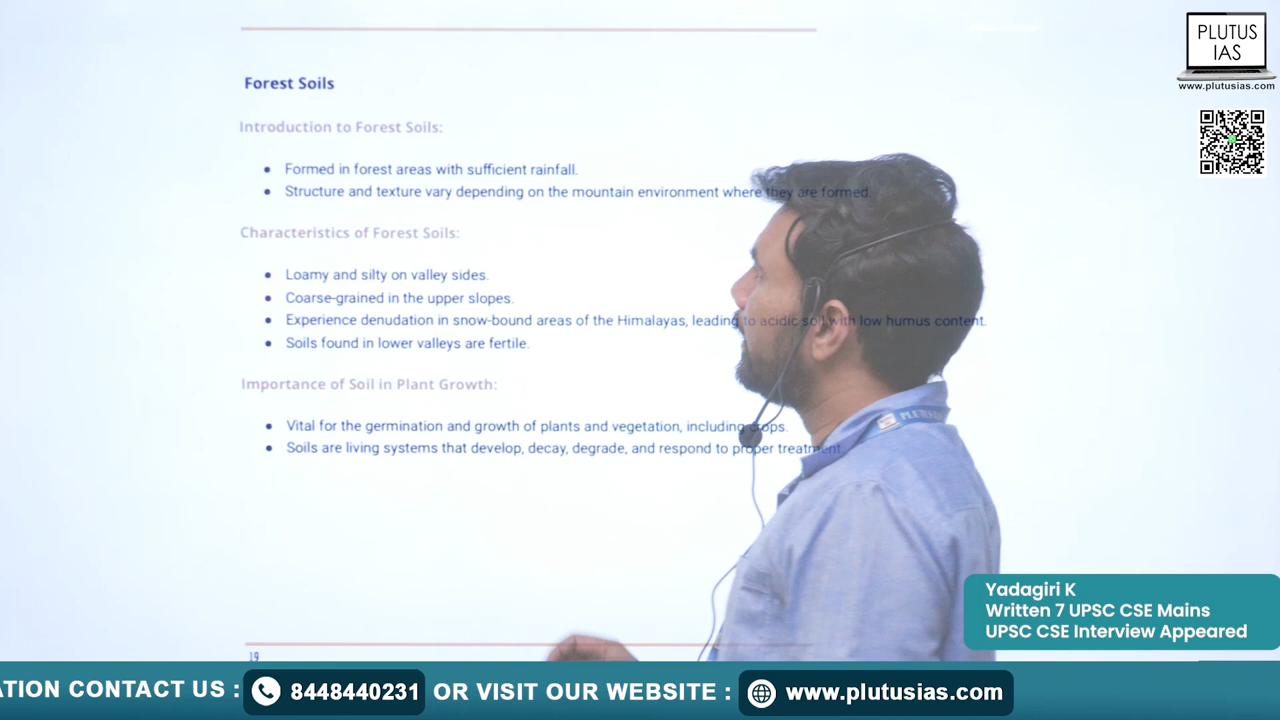 PLUTUS
IAS
www.plutusias.com
Forest Soils
Introduction to Forest Soils:
Formed in forest areas with sufficient rainfall.
Structure and texture vary depending on the mountain environment where they are formed.
Characteristics of Forest Soils:
Loamy and silty on valley sides.
Coarse-grained in the upper slopes.
Experience denudation in snow-bound areas of the Himalayas, leading to acidic soil with low humus content.
Soils found in lower valleys are fertile.
Importance of Soil in Plant Growth:
Vital for the germination and growth of plants and vegetation, including crops.
Soils are living systems that develop, decay, degrade, and respond to proper treatment
19
Yadagiri K
Written 7 UPSC CSE Mains
UPSC CSE Interview Appeared
ATION CONTACT US : 8448440231 OR VISIT OUR WEBSITE : www.plutusias.com